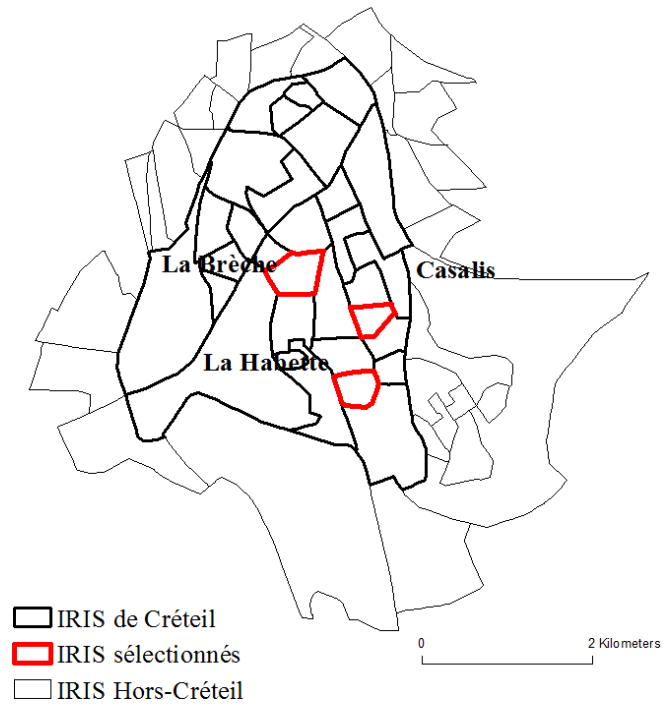 La Brèche
Casalis
La Habette
IRIS de Créteil
IRIS sélectionnés
IRIS Hors-Créteil
0 2 Kilometers